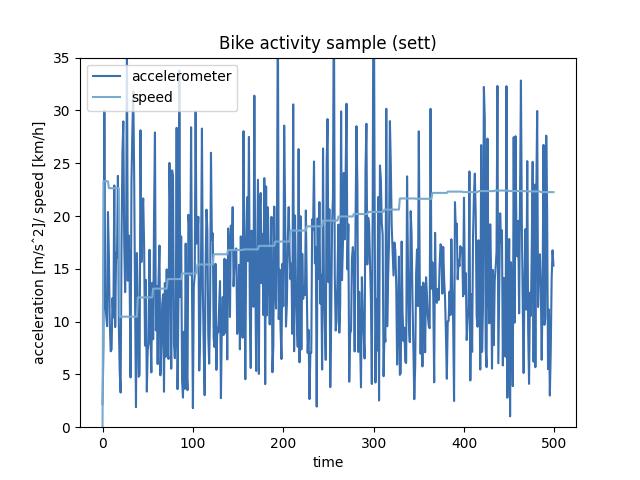 Bike activity sample (sett)
accelerometer
speed
acceleration [m/s^2]/ speed [km/h]
35
30
25
20
15
10
5
0
0 100 200 300 400 500
time